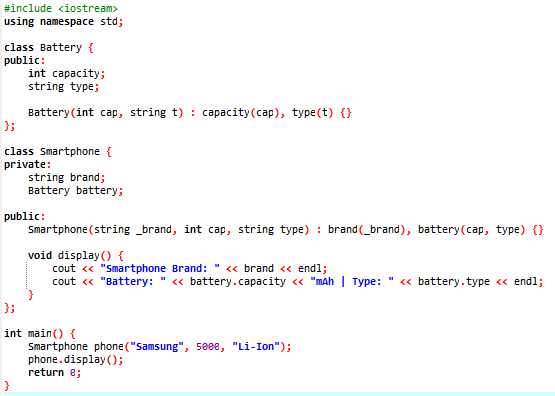 #include <iostream>
using namespace std;

class Battery {
public:
    int capacity;
    string type;

    Battery(int cap, string t) : capacity(cap), type(t) {}
};

class Smartphone {
private:
    string brand;
    Battery battery;

public:
    Smartphone(string _brand, int cap, string type) : brand(_brand), battery(cap, type) {}

    void display() {
        cout << "Smartphone Brand: " << brand << endl;
        cout << "Battery: " << battery.capacity << "mAh | Type: " << battery.type << endl;
    }
};

int main() {
    Smartphone phone("Samsung", 5000, "Li-Ion");
    phone.display();
    return 0;
}